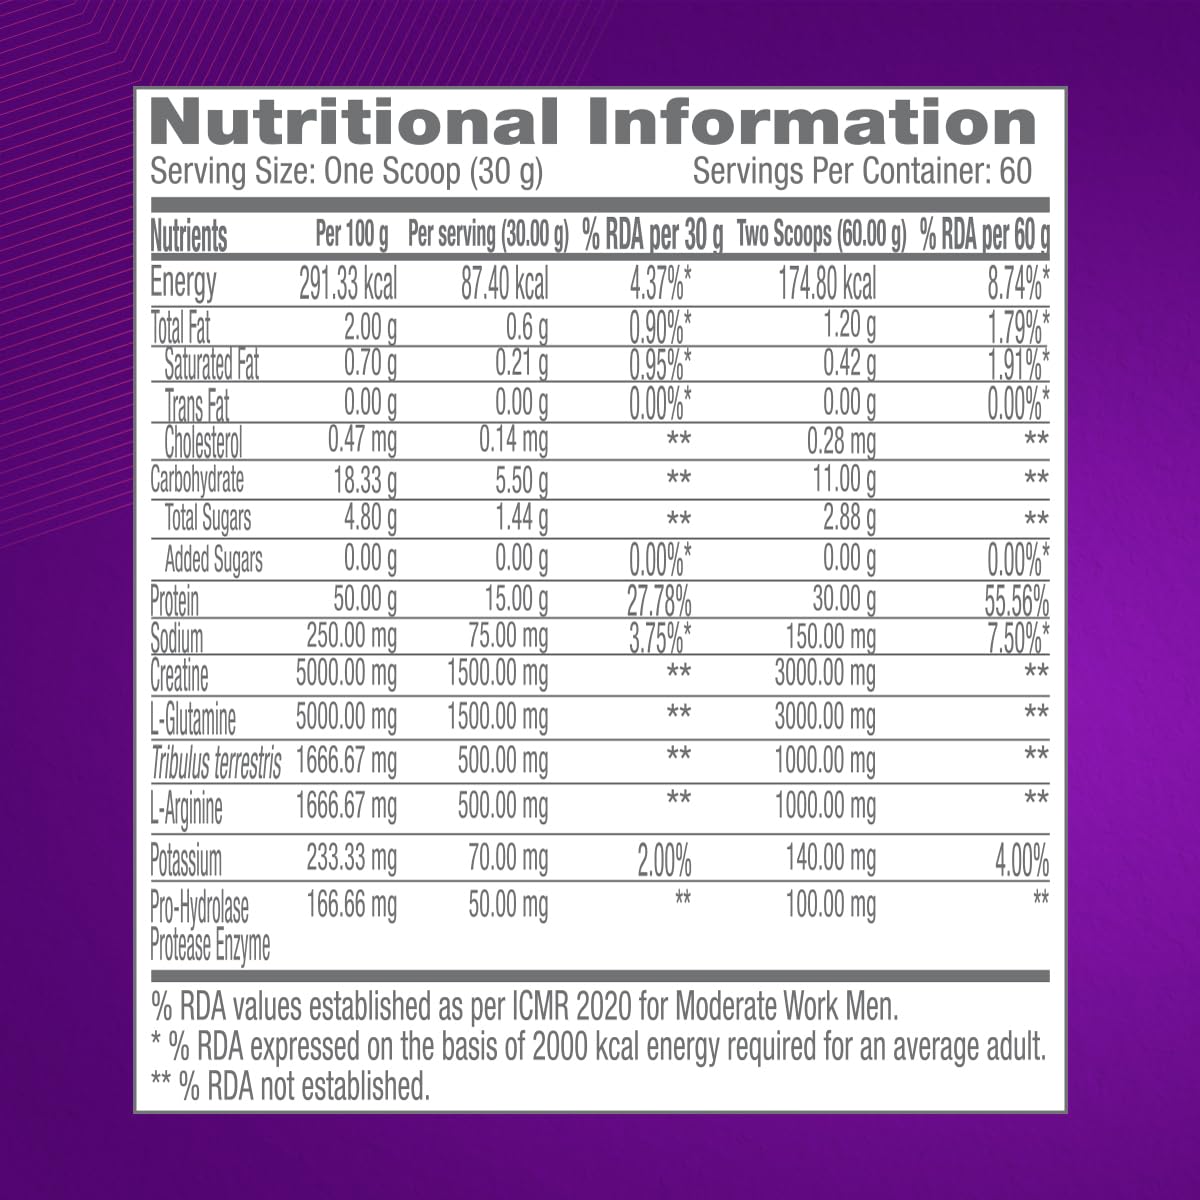 Nutritional Information
Serving Size: One Scoop (30 g) Servings Per Container: 60
Nutrients Per 100 g Per serving (30.00 g) % RDA per 30 g Two Scoops (60.00 g) % RDA per 60 g
Energy 291.33 kcal 87.40 kcal 4.37%* 174.80 kcal 8.74%*
Total Fat 2.00 g 0.6 g 0.90%* 1.20 g 1.79%*
Saturated Fat 0.70 g 0.21 g 0.95%* 0.42 g 1.91%*
Trans Fat 0.00 g 0.00 g 0.00%* 0.00 g 0.00%*
Cholesterol 0.47 mg 0.14 mg ** 0.28 mg **
Carbohydrate 18.33 g 5.50 g ** 11.00 g **
Total Sugars 4.80 g 1.44 g ** 2.88 g **
Added Sugars 0.00 g 0.00 g 0.00%* 0.00 g 0.00%*
Protein 50.00 g 15.00 g 27.78% 30.00 g 55.56%
Sodium 250.00 mg 75.00 mg 3.75%* 150.00 mg 7.50%*
Creatine 5000.00 mg 1500.00 mg ** 3000.00 mg **
L-Glutamine 5000.00 mg 1500.00 mg ** 3000.00 mg **
Tribulus terrestris 1666.67 mg 500.00 mg ** 1000.00 mg **
L-Arginine 1666.67 mg 500.00 mg ** 1000.00 mg **
Potassium 233.33 mg 70.00 mg 2.00% 140.00 mg 4.00%
Pro-Hydrolase 166.66 mg 50.00 mg ** 100.00 mg **
Protease Enzyme
% RDA values established as per ICMR 2020 for Moderate Work Men.
* % RDA expressed on the basis of 2000 kcal energy required for an average adult.
** % RDA not established.